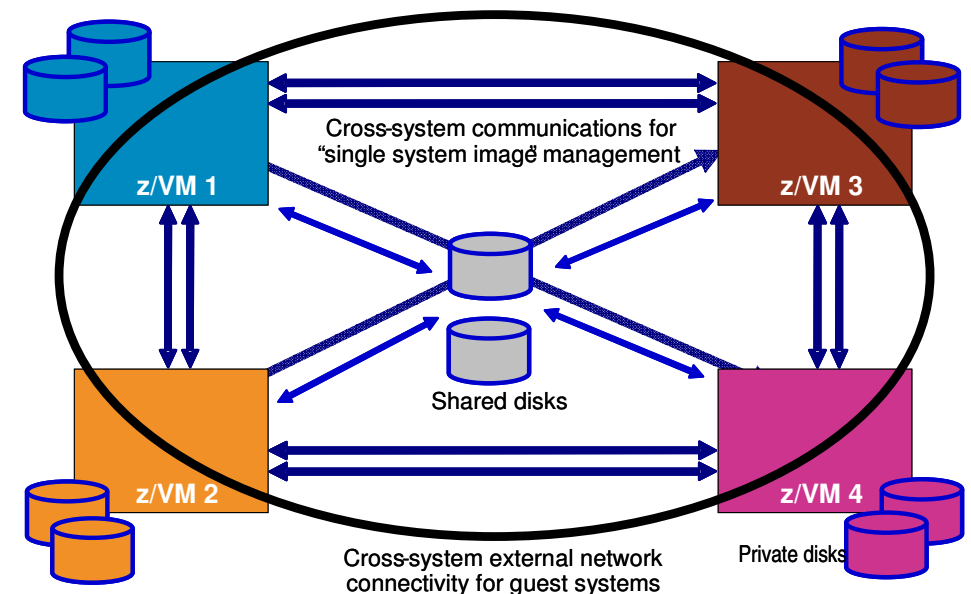 Cross-system communications for
“single system image” management
z/VM 1
z/VM 3
Shared disks
z/VM 2
z/VM 4
Cross-system external network
connectivity for guest systems
Private disks